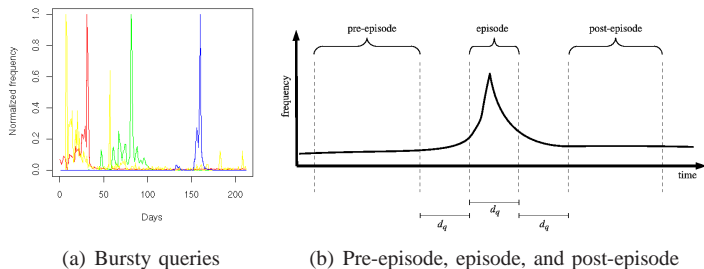 Normalized frequency
1.0
0.8
0.6
0.4
0.2
0.0
0
50
100
150
200
Days
(a) Bursty queries
pre-episode
episode
post-episode
frequency
time
d_q
d_q
d_q
(b) Pre-episode, episode, and post-episode